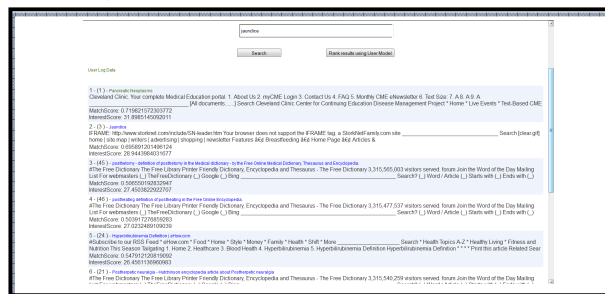 jaundice
Search
Rank results using User Model
User Log Data
1 - (1) - Pancreatic Neoplasms
Cleveland Clinic. Your complete Medical Education portal. 1. About Us 2. myCME Login 3. Contact Us 4. FAQ 5. Monthly CME eNewsletter 6. Text Size: 7. A 8. A 9. A
[All documents......] Search Cleveland Clinic Center for Continuing Education Disease Management Project * Home * Live Events * Text-Based CME
MatchScore: 0.719821572303772
InterestScore: 31.8985145092011
2 - (3) - Jaundice
IFRAME: http://www.storknet.com/include/SN-leader.htm Your browser does not support the IFRAME tag. a StorkNetFamily.com site Search [clear.gif]
home | site map | writers | advertising | shopping | newsletter Features â€¢ Breastfeeding â€¢ Home Page Articles &
MatchScore: 0.695891201496124
InterestScore: 28.9443984031677
3 - (45) - posthetomy - definition of posthetomy in the Medical dictionary - by the Free Online Medical Dictionary, Thesaurus and Encyclopedia.
#The Free Dictionary The Free Library Printer Friendly Dictionary, Encyclopedia and Thesaurus - The Free Dictionary 3,315,565,003 visitors served. forum Join the Word of the Day Mailing
List For webmasters (_) TheFreeDictionary (_) Google (_) Bing Search? (_) Word / Article (_) Starts with (_) Ends with (_)
MatchScore: 0.506550192832947
InterestScore: 27.4503822922707
4 - (46) - postheating definition of postheating in the Free Online Encyclopedia.
#The Free Dictionary The Free Library Printer Friendly Dictionary, Encyclopedia and Thesaurus - The Free Dictionary 3,315,477,537 visitors served. forum Join the Word of the Day Mailing
List For webmasters (_) TheFreeDictionary (_) Google (_) Bing Search? (_) Word / Article (_) Starts with (_) Ends with (_)
MatchScore: 0.503917276859283
InterestScore: 27.0232489109039
5 - (24) - Hyperbilirubinemia Definition | eHow.com
#Subscribe to our RSS Feed * eHow.com * Food * Home * Style * Money * Family * Health * Shift * More Search * Health Topics A-Z * Healthy Living * Fitness and
Nutrition This Season Tailgating 1. Home 2. Healthcare 3. Blood Health 4. Hyperbilirubinemia 5. Hyperbilirubinemia Definition Hyperbilirubinemia Definition * * * * Print this article Related Sear
MatchScore: 0.547912120819092
InterestScore: 26.4561136960983
6 - (21) - Postherpetic neuralgia - Hutchinson encyclopedia article about Postherpetic neuralgia
#The Free Dictionary The Free Library Printer Friendly Dictionary, Encyclopedia and Thesaurus - The Free Dictionary 3,315,540,259 visitors served. forum Join the Word of the Day Mailing